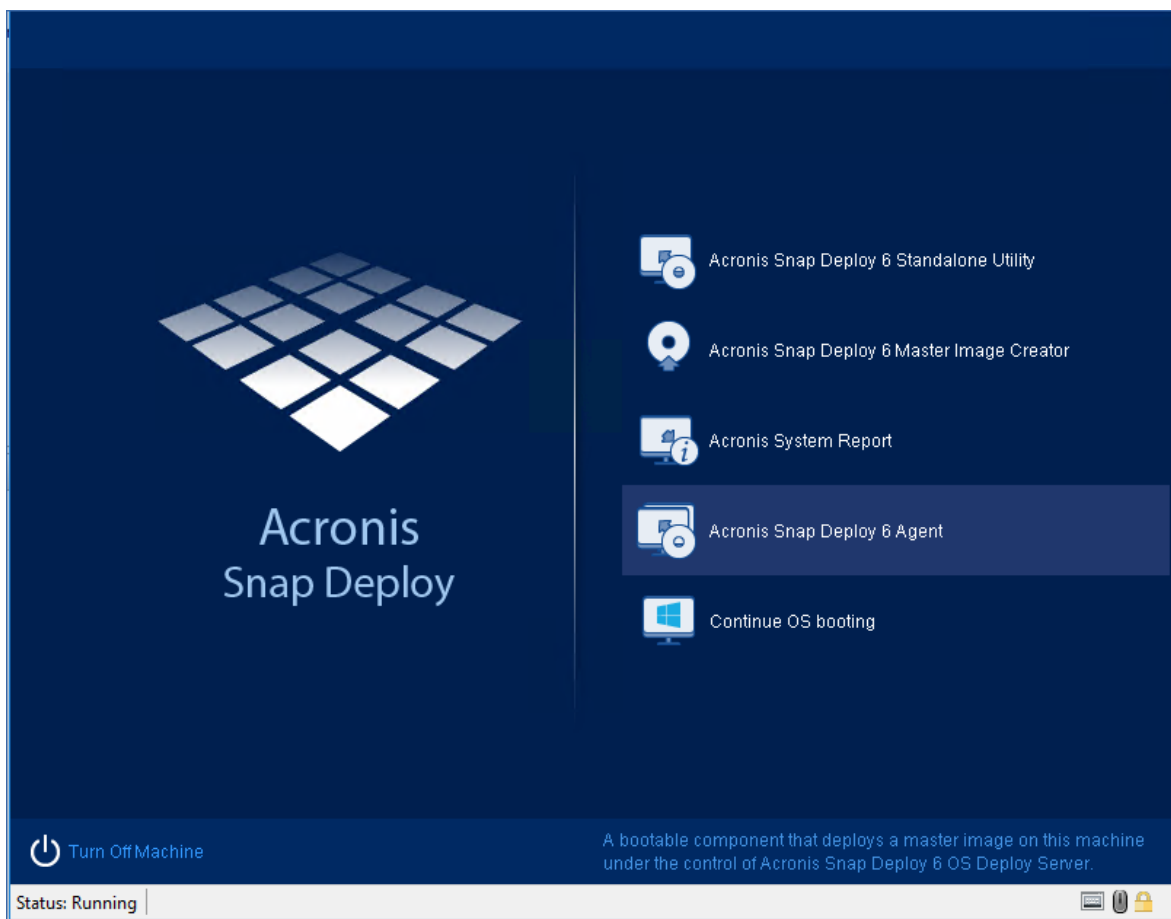 Acronis
Snap Deploy
Acronis Snap Deploy 6 Standalone Utility
Acronis Snap Deploy 6 Master Image Creator
Acronis System Report
Acronis Snap Deploy 6 Agent
Continue OS booting
Turn Off Machine
A bootable component that deploys a master image on this machine
under the control of Acronis Snap Deploy 6 OS Deploy Server.
Status: Running